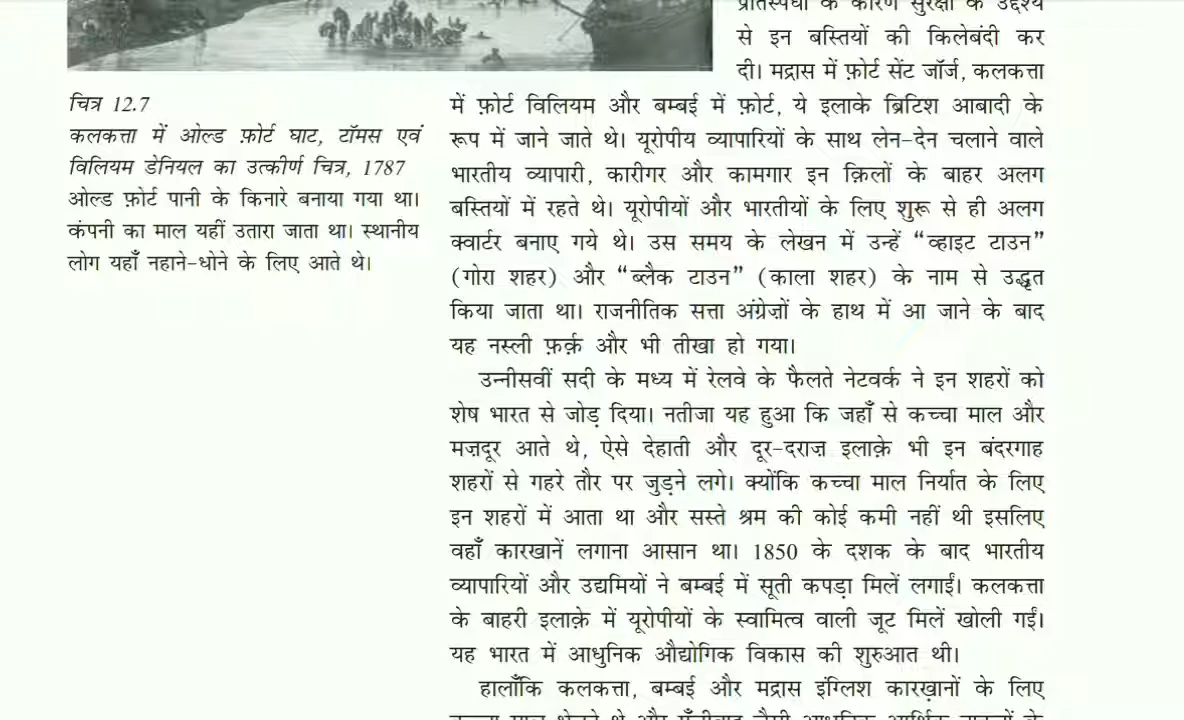 प्रतिस्पर्धा के कारण सुरक्षा के उद्देश्य
से इन बस्तियों की किलेबंदी कर
दी। मद्रास में फ़ोर्ट सेंट जॉर्ज, कलकत्ता
में फ़ोर्ट विलियम और बम्बई में फ़ोर्ट, ये इलाके ब्रिटिश आबादी के
रूप में जाने जाते थे। यूरोपीय व्यापारियों के साथ लेन-देन चलाने वाले
भारतीय व्यापारी, कारीगर और कामगार इन क़िलों के बाहर अलग
बस्तियों में रहते थे। यूरोपीयों और भारतीयों के लिए शुरू से ही अलग
क्वार्टर बनाए गये थे। उस समय के लेखन में उन्हें “व्हाइट टाउन”
(गोरा शहर) और “ब्लैक टाउन” (काला शहर) के नाम से उद्धृत
किया जाता था। राजनीतिक सत्ता अंग्रेज़ों के हाथ में आ जाने के बाद
यह नस्ली फ़र्क़ और भी तीखा हो गया।
उन्नीसवीं सदी के मध्य में रेलवे के फैलते नेटवर्क ने इन शहरों को
शेष भारत से जोड़ दिया। नतीजा यह हुआ कि जहाँ से कच्चा माल और
मज़दूर आते थे, ऐसे देहाती और दूर-दराज़ इलाक़े भी इन बंदरगाह
शहरों से गहरे तौर पर जुड़ने लगे। क्योंकि कच्चा माल निर्यात के लिए
इन शहरों में आता था और सस्ते श्रम की कोई कमी नहीं थी इसलिए
वहाँ कारखानें लगाना आसान था। 1850 के दशक के बाद भारतीय
व्यापारियों और उद्यमियों ने बम्बई में सूती कपड़ा मिलें लगाईं। कलकत्ता
के बाहरी इलाक़े में यूरोपीयों के स्वामित्व वाली जूट मिलें खोली गईं।
यह भारत में आधुनिक औद्योगिक विकास की शुरुआत थी।
हालाँकि कलकत्ता, बम्बई और मद्रास इंग्लिश कारख़ानों के लिए
चित्र 12.7
कलकत्ता में ओल्ड फ़ोर्ट घाट, टॉमस एवं
विलियम डेनियल का उत्कीर्ण चित्र, 1787
ओल्ड फ़ोर्ट पानी के किनारे बनाया गया था।
कंपनी का माल यहीं उतारा जाता था। स्थानीय
लोग यहाँ नहाने-धोने के लिए आते थे।